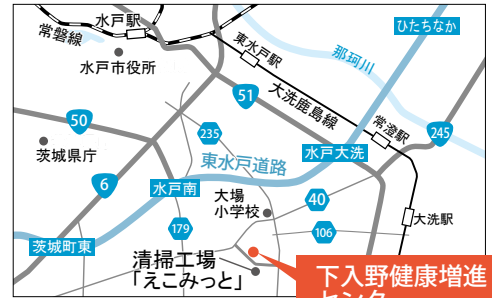 水戸駅
ひたちなか
常磐線
水戸市役所
東水戸駅
那珂川
大洗鹿島線
51
50
常澄駅
245
235
茨城県庁
水戸大洗
東水戸道路
6
水戸南
大場
小学校
40
大洗駅
179
106
茨城町東
清掃工場
「えこみっと」
下入野健康増進
センター